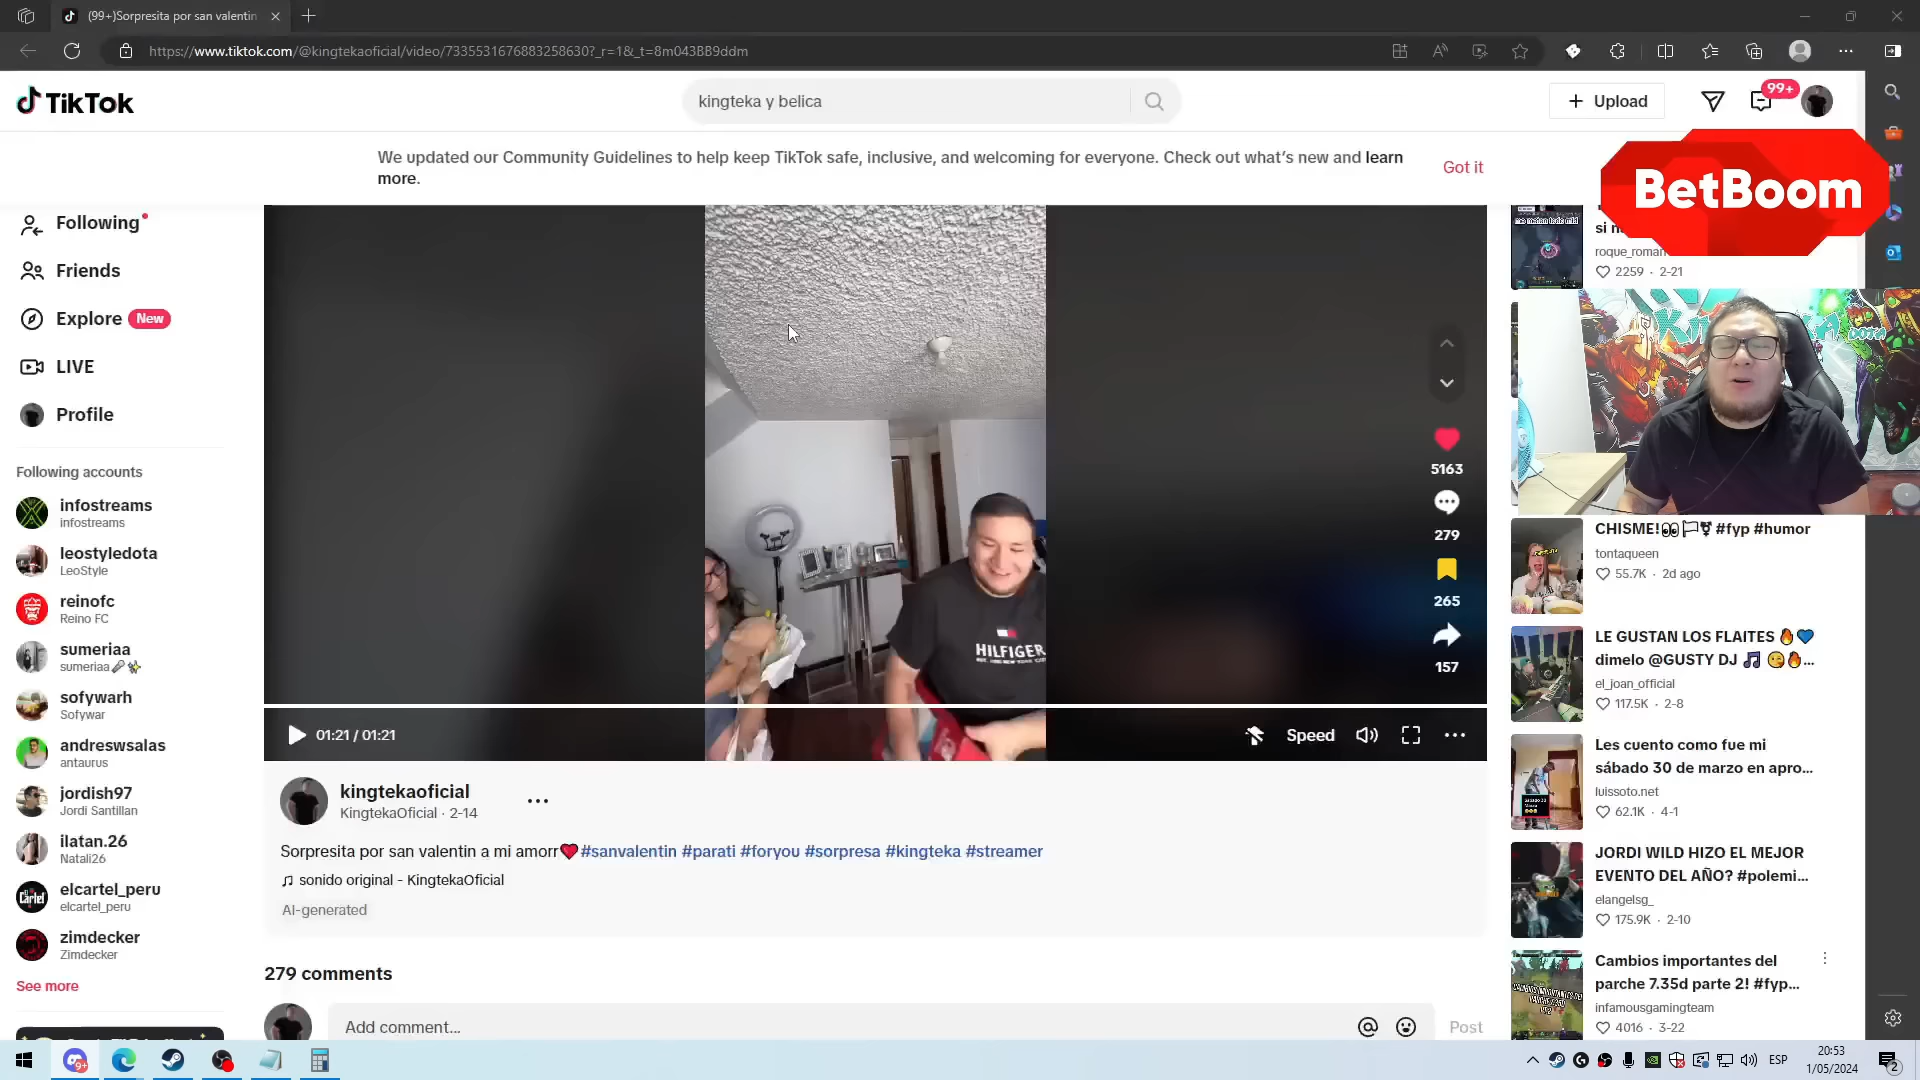 (99+)Sorpresita por san valentin
https://www.tiktok.com/@kingtekaoficial/video/7335531676883258630?_r=1&_t=8m043BB9ddm
TikTok
kingteka y belica
Upload
99+
We updated our Community Guidelines to help keep TikTok safe, inclusive, and welcoming for everyone. Check out what's new and learn
more.
Got it
BetBoom
Following
Friends
Explore New
LIVE
Profile
Following accounts
infostreams
infostreams
leostyledota
LeoStyle
reinofc
Reino FC
sumeriaa
sumeriaa🎤✨
sofywarh
Sofywar
andreswsalas
antaurus
jordish97
Jordi Santillan
ilatan.26
Natali26
elcartel_peru
elcartel_peru
zimdecker
Zimdecker
See more
HILFIGER
5163
279
265
157
01:21 / 01:21
Speed
kingtekaoficial
KingtekaOficial · 2-14
Sorpresita por san valentin a mi amorr❤️#sanvalentin #parati #foryou #sorpresa #kingteka #streamer
♫ sonido original - KingtekaOficial
AI-generated
279 comments
Add comment...
Post
roque_roman
2259 · 2-21
CHISME!👀🏳️⚧ #fyp #humor
tontaqueen
55.7K · 2d ago
LE GUSTAN LOS FLAITES 🔥💙
dimelo @GUSTY DJ 🎵 😘🔥...
el_joan_official
117.5K · 2-8
Les cuento como fue mi
sábado 30 de marzo en apro...
luissoto.net
62.1K · 4-1
JORDI WILD HIZO EL MEJOR
EVENTO DEL AÑO? #polemi...
elangelsg_
175.9K · 2-10
Cambios importantes del
parche 7.35d parte 2! #fyp...
infamousgamingteam
4016 · 3-22
ESP
20:53
1/05/2024
2